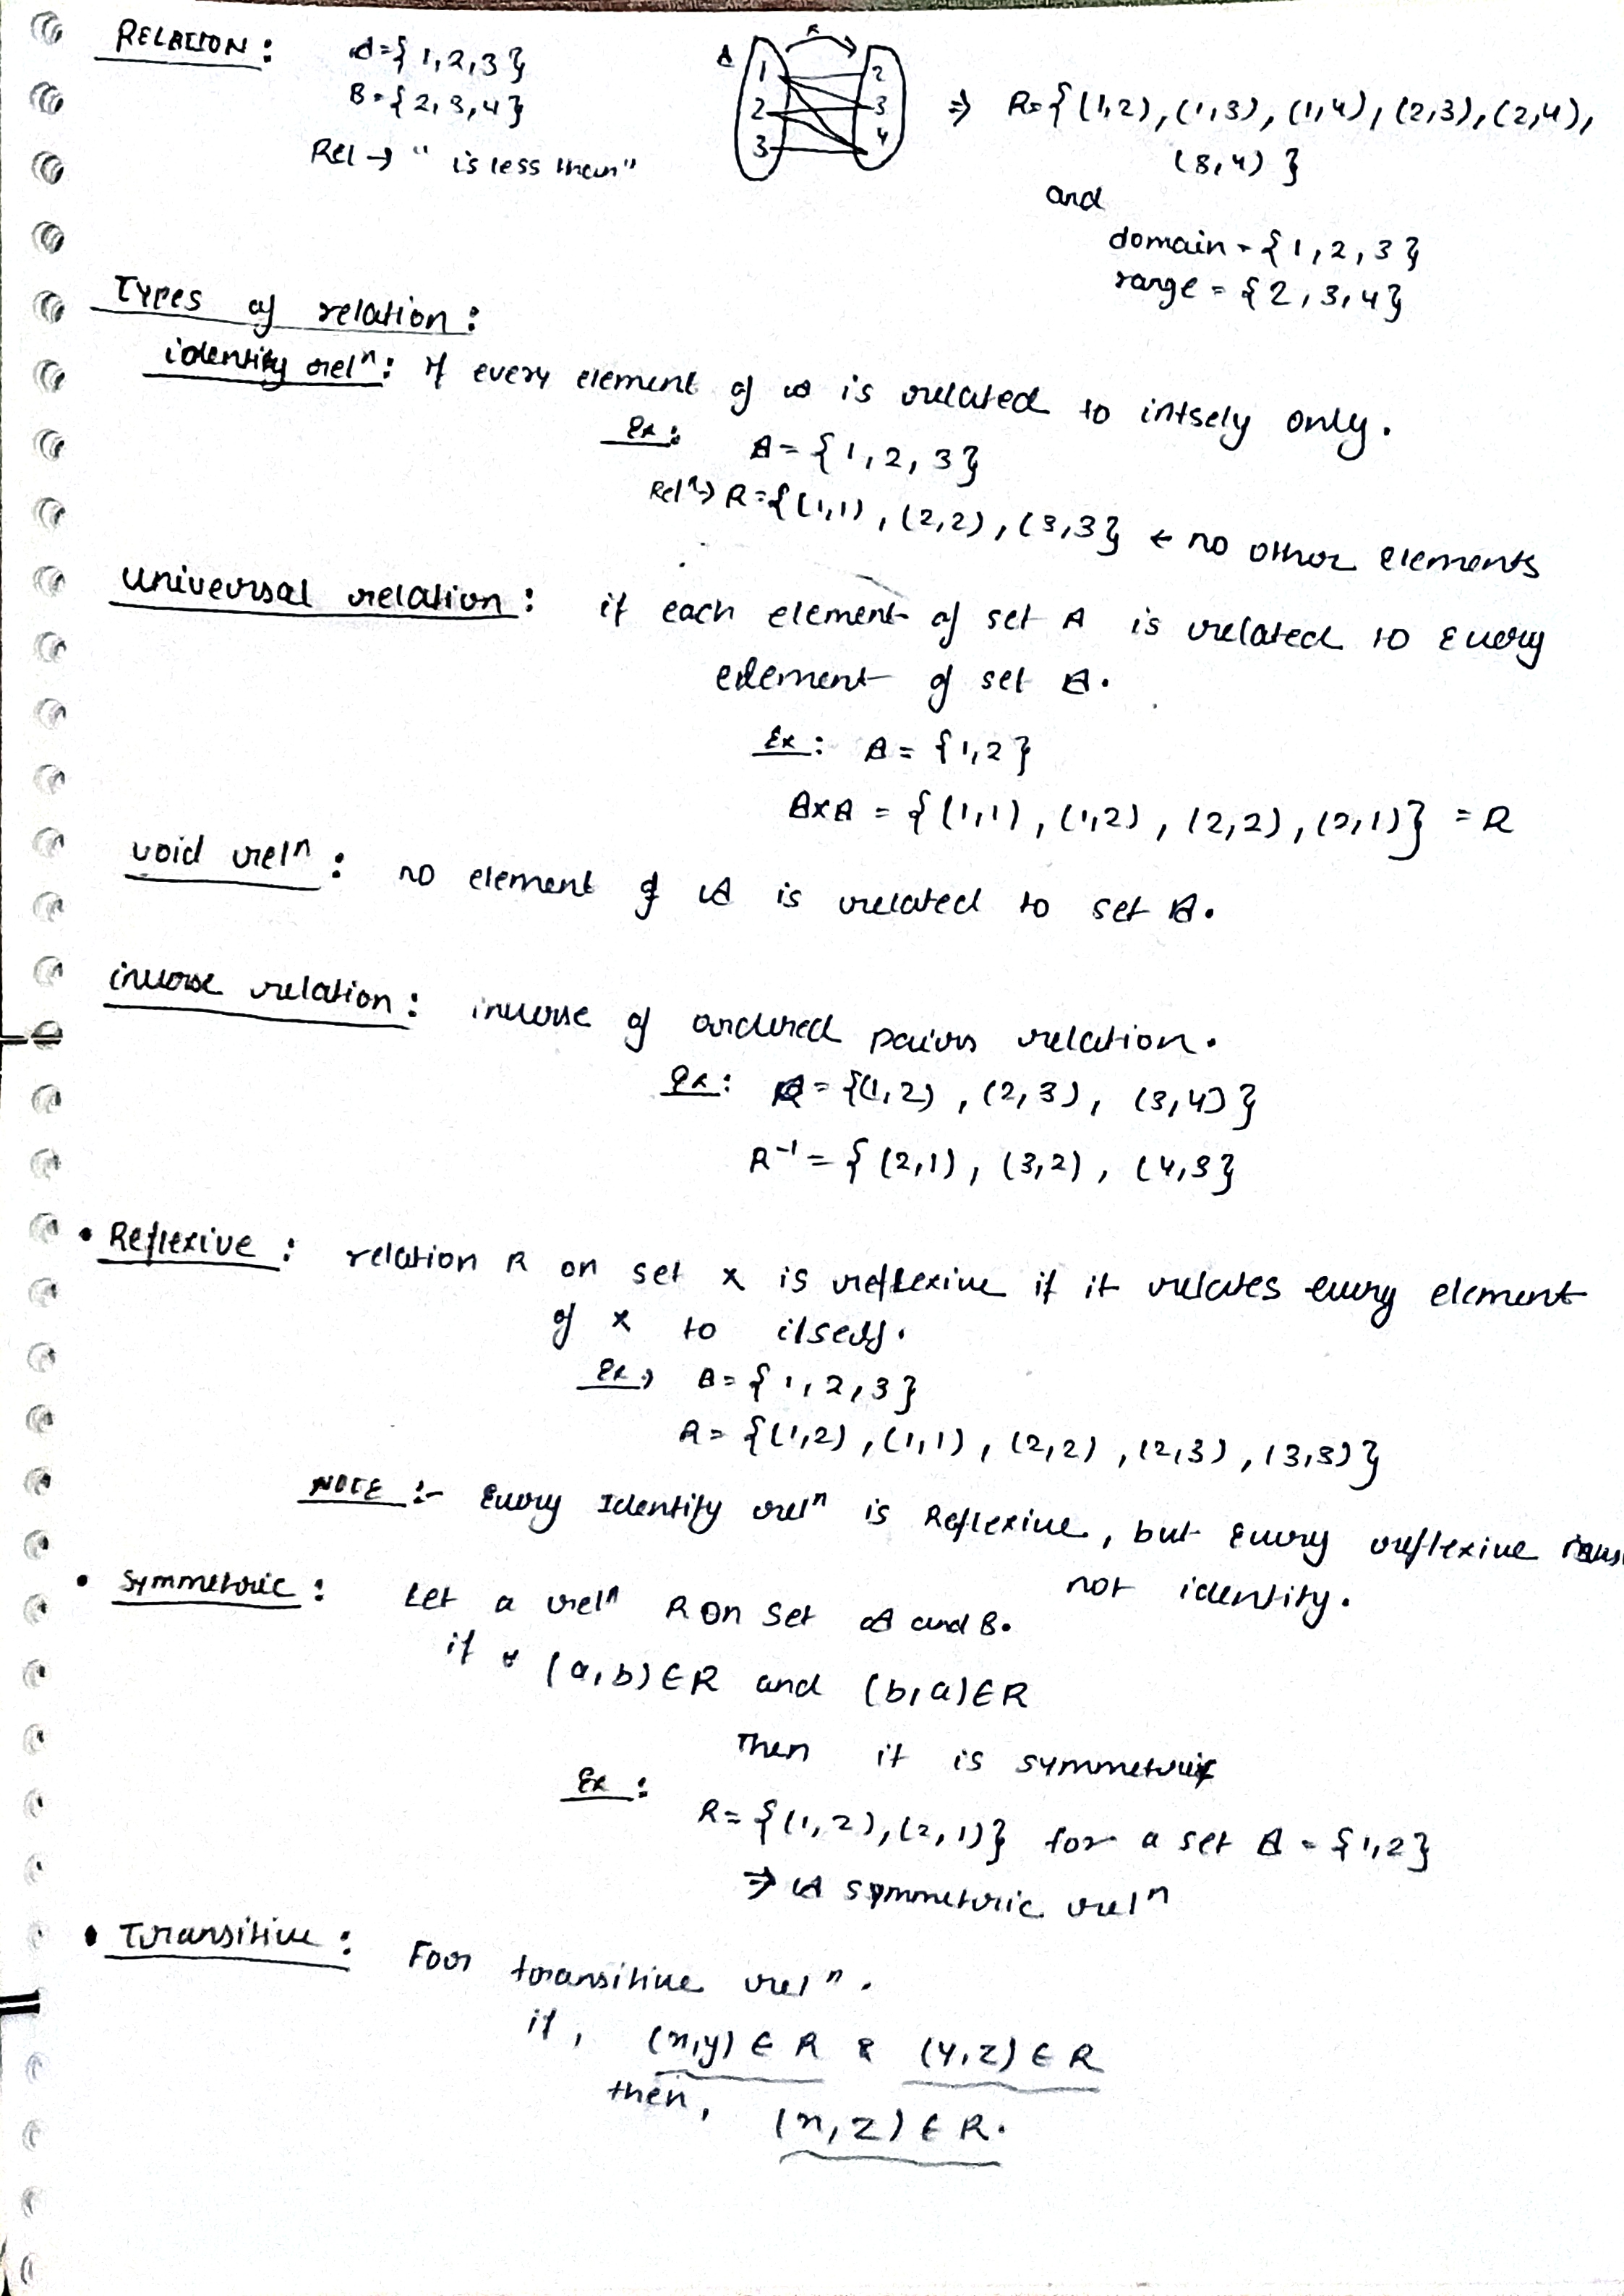 RELATION :
A = {1,2,3}
B = {2,3,4}
Rel → " is less than"
A R
1 2
2 3
3 4
⇒ R = {(1,2), (1,3), (1,4), (2,3), (2,4),
(3,4) }
and
domain = {1,2,3}
range = {2,3,4}
Types of relation :
identity relⁿ : if every element of A is related to intsely only.
Ex : A = {1,2,3}
Relⁿ→ R = {(1,1), (2,2), (3,3} ← no other elements
universal relation : if each element of set A is related to every
element of set A.
Ex : A = {1,2}
A×A = {(1,1), (1,2), (2,2), (2,1)} = R
void relⁿ : no element of A is related to set A.
inverse relation : inverse of ordered pairs relation.
Ex : R = {(1,2), (2,3), (3,4)}
R⁻¹ = {(2,1), (3,2), (4,3}
• Reflexive : relation R on set x is reflexive if it relates every element
of x to itself.
Ex → A = {1,2,3}
R = {(1,2), (1,1), (2,2), (2,3), (3,3)}
NOTE :- Every Identity relⁿ is Reflexive, but Every reflexive
not identity.
• Symmetric : Let a relⁿ R on Set A and B.
if (a,b) ∈ R and (b,a) ∈ R
Then it is symmetric
Ex : R = {(1,2), (2,1)} for a set A = {1,2}
⇒ A symmetric relⁿ
• Transitive : For transitive relⁿ.
if, (x,y) ∈ R & (y,z) ∈ R
then, (x,z) ∈ R.